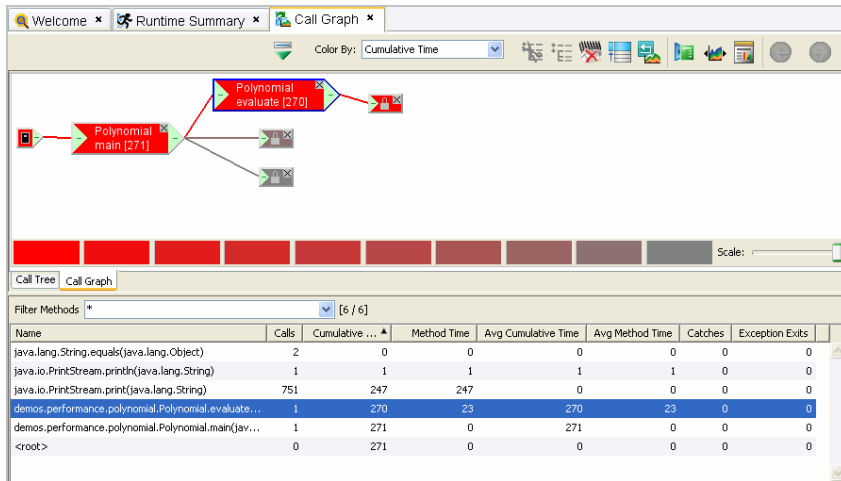 Welcome × Runtime Summary × Call Graph ×
Color By: Cumulative Time
Polynomial
evaluate [270]
Polynomial
main [271]
Scale:
Call Tree Call Graph
Filter Methods * [6 / 6]
Name Calls Cumulative ... Method Time Avg Cumulative Time Avg Method Time Catches Exception Exits
java.lang.String.equals(java.lang.Object) 2 0 0 0 0 0 0
java.io.PrintStream.println(java.lang.String) 1 1 1 1 1 0 0
java.io.PrintStream.print(java.lang.String) 751 247 247 0 0 0 0
demos.performance.polynomial.Polynomial.evaluate... 1 270 23 270 23 0 0
demos.performance.polynomial.Polynomial.main(jav... 1 271 0 271 0 0 0
<root> 0 271 0 0 0 0 0